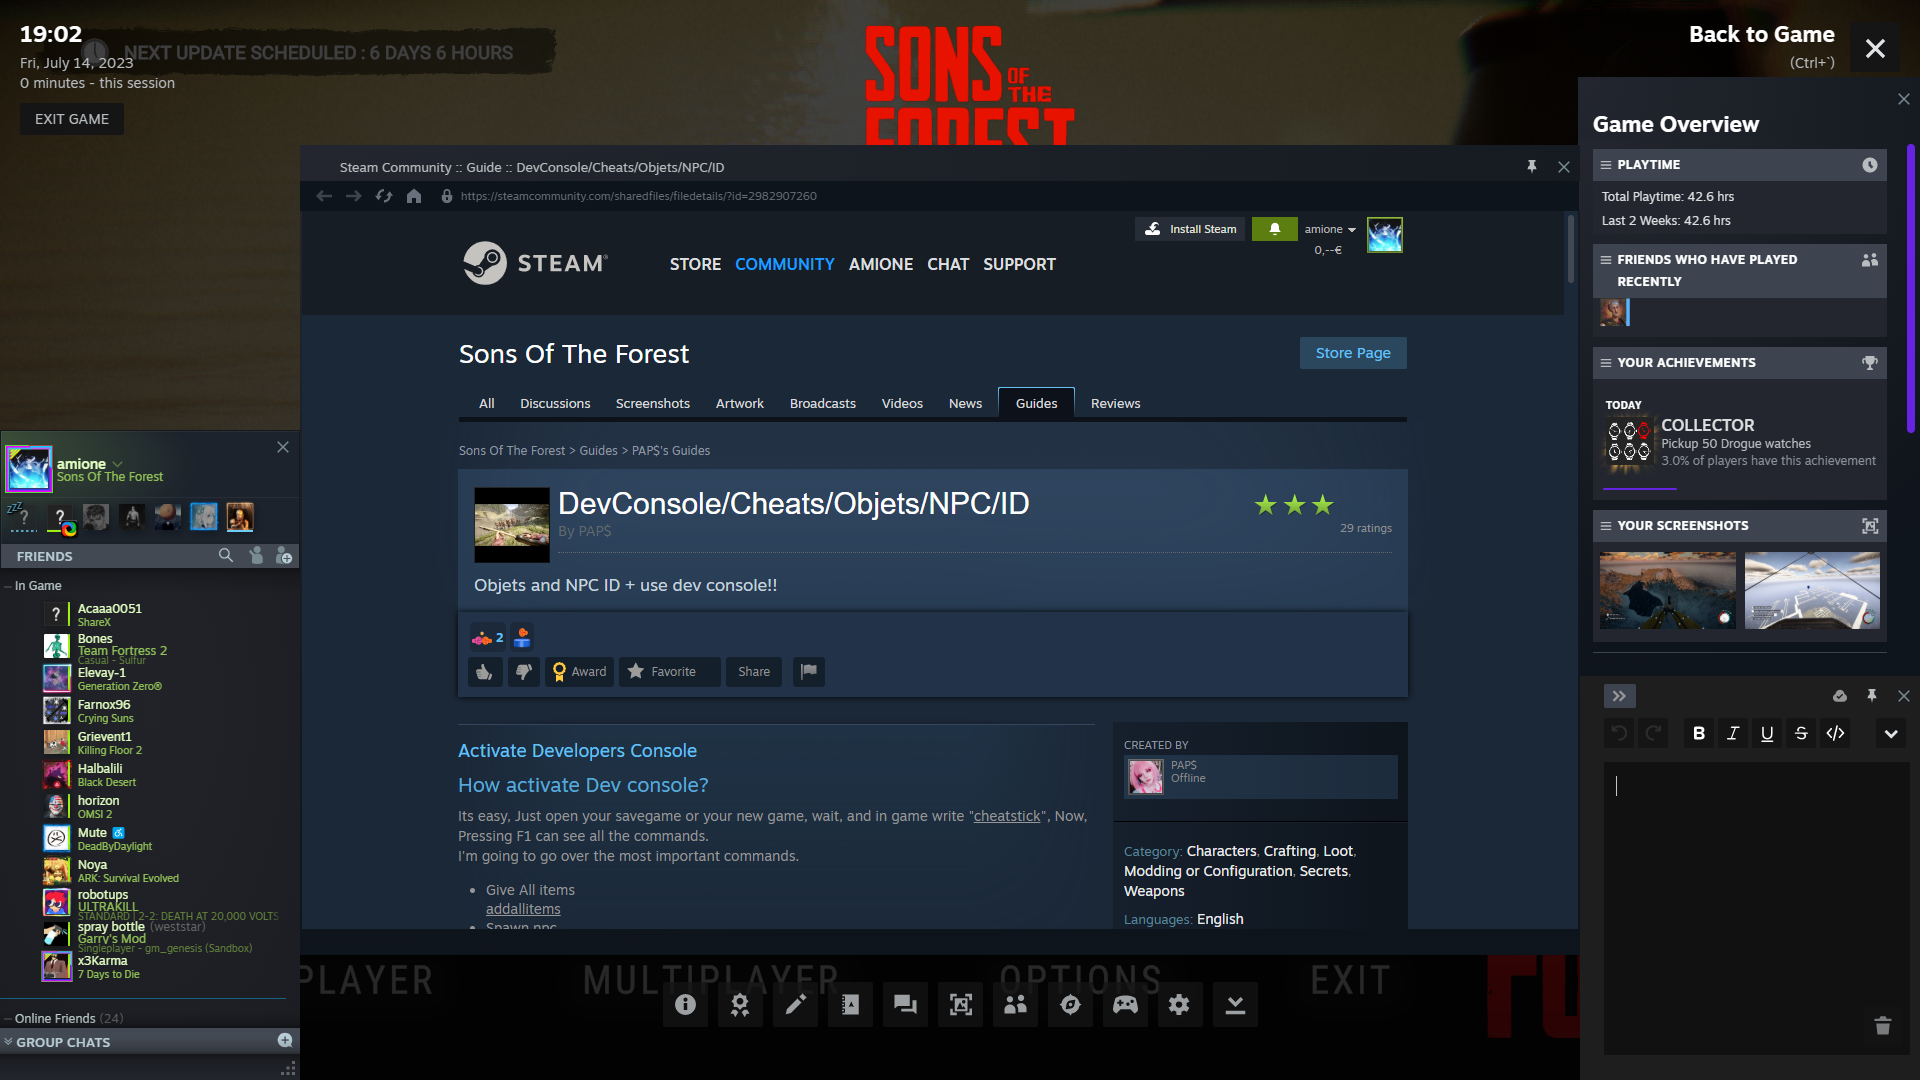 19:02
NEXT UPDATE SCHEDULED : 6 DAYS 6 HOURS
Fri, July 14, 2023
0 minutes - this session
EXIT GAME
SONS
OF
THE
FOREST
Back to Game
(Ctrl+`)
Steam Community :: Guide :: DevConsole/Cheats/Objets/NPC/ID
https://steamcommunity.com/sharedfiles/filedetails/?id=2982907260
Install Steam
amione
0,--€
STEAM®
STORE COMMUNITY AMIONE CHAT SUPPORT
Sons Of The Forest
Store Page
All Discussions Screenshots Artwork Broadcasts Videos News Guides Reviews
Sons Of The Forest > Guides > PAP$'s Guides
DevConsole/Cheats/Objets/NPC/ID
By PAP$
29 ratings
Objets and NPC ID + use dev console!!
2
Award
Favorite
Share
Activate Developers Console
How activate Dev console?
Its easy, Just open your savegame or your new game, wait, and in game write "cheatstick", Now,
Pressing F1 can see all the commands.
I'm going to go over the most important commands.
• Give All items
addallitems
• Spawn npc
CREATED BY
PAP$
Offline
Category: Characters, Crafting, Loot,
Modding or Configuration, Secrets,
Weapons
Languages: English
amione
Sons Of The Forest
zzZ
?
?
FRIENDS
In Game
?
Acaaa0051
ShareX
Bones
Team Fortress 2
Casual - Sulfur
Elevay-1
Generation Zero®
Farnox96
Crying Suns
Grievent1
Killing Floor 2
Halbalili
Black Desert
horizon
OMSI 2
Mute
DeadByDaylight
Noya
ARK: Survival Evolved
robotups
ULTRAKILL
STANDARD | 2-2: DEATH AT 20,000 VOLTS
spray bottle (weststar)
Garry's Mod
Singleplayer - gm_genesis (Sandbox)
x3Karma
7 Days to Die
Online Friends (24)
GROUP CHATS
Game Overview
PLAYTIME
Total Playtime: 42.6 hrs
Last 2 Weeks: 42.6 hrs
FRIENDS WHO HAVE PLAYED
RECENTLY
YOUR ACHIEVEMENTS
TODAY
COLLECTOR
Pickup 50 Drogue watches
3.0% of players have this achievement
YOUR SCREENSHOTS
B I U S </>
PLAYER
MULTIPLAYER
OPTIONS
EXIT